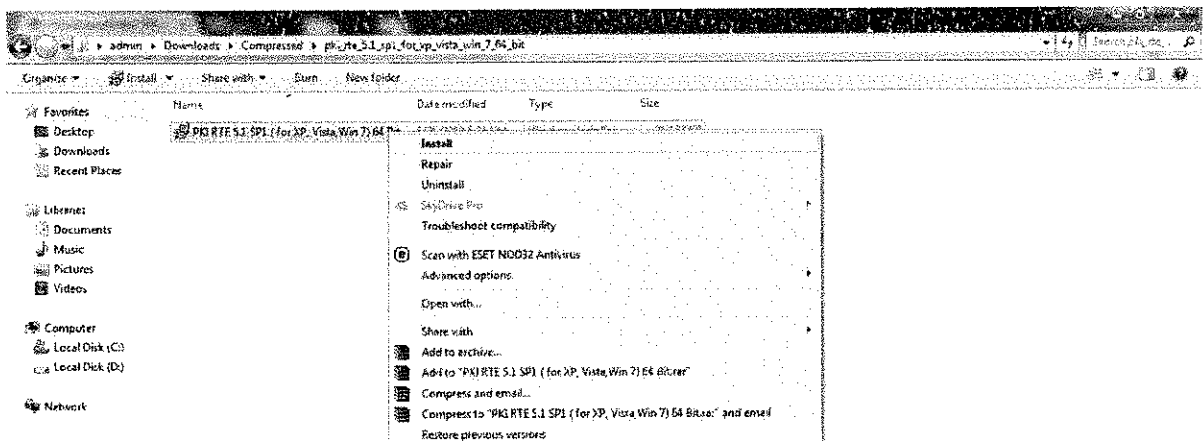 admin ▸ Downloads ▸ Compressed ▸ pki_rte_5.1_sp1_for_xp_vista_win_7_64_bit
Organize Install Share with Burn New folder
Name Date modified Type Size
Favorites
Desktop
Downloads
Recent Places
Libraries
Documents
Music
Pictures
Videos
Computer
Local Disk (C:)
Local Disk (D:)
Network
PKI RTE 5.1 SP1 ( for XP, Vista,Win 7) 64 Bit
Install
Repair
Uninstall
SkyDrive Pro
Troubleshoot compatibility
Scan with ESET NOD32 Antivirus
Advanced options
Open with...
Share with
Add to archive...
Add to "PKI RTE 5.1 SP1 ( for XP, Vista,Win 7) 64 Bit.rar"
Compress and email...
Compress to "PKI RTE 5.1 SP1 ( for XP, Vista,Win 7) 64 Bit.rar" and email
Restore previous versions